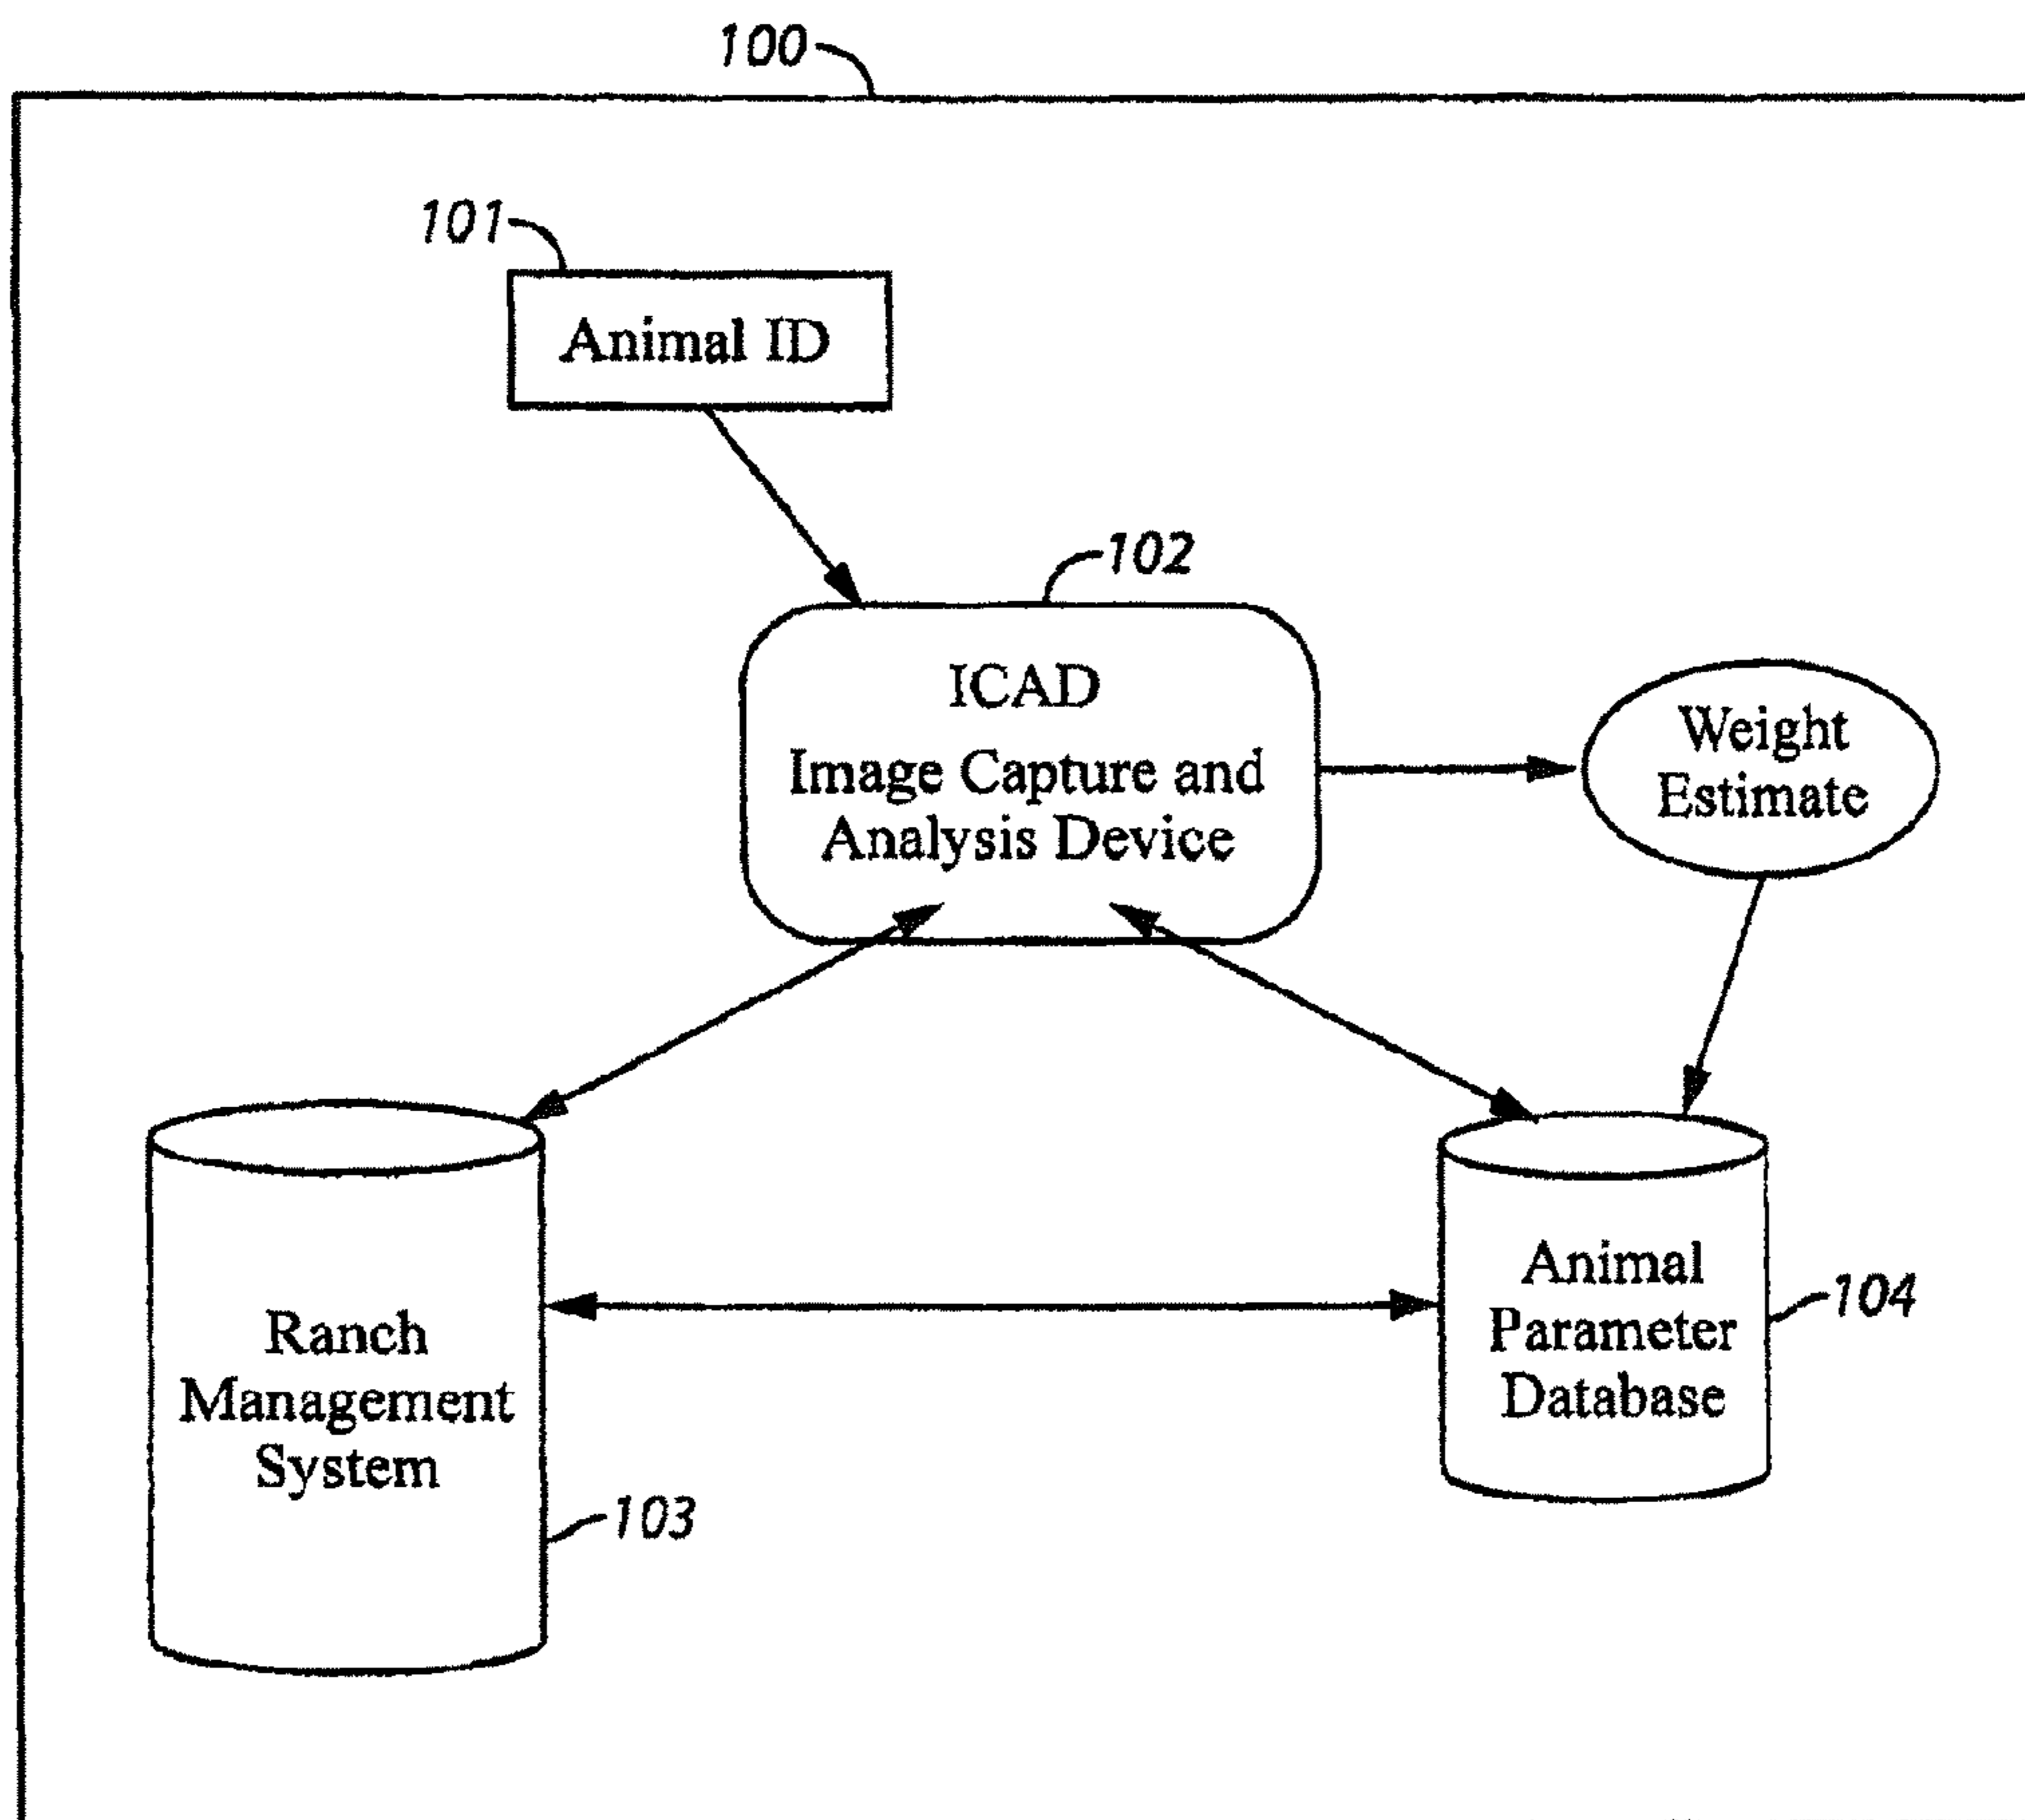 100
101
Animal ID
102
ICAD
Image Capture and
Analysis Device
Weight
Estimate
Ranch
Management
System
103
Animal
Parameter
Database
104